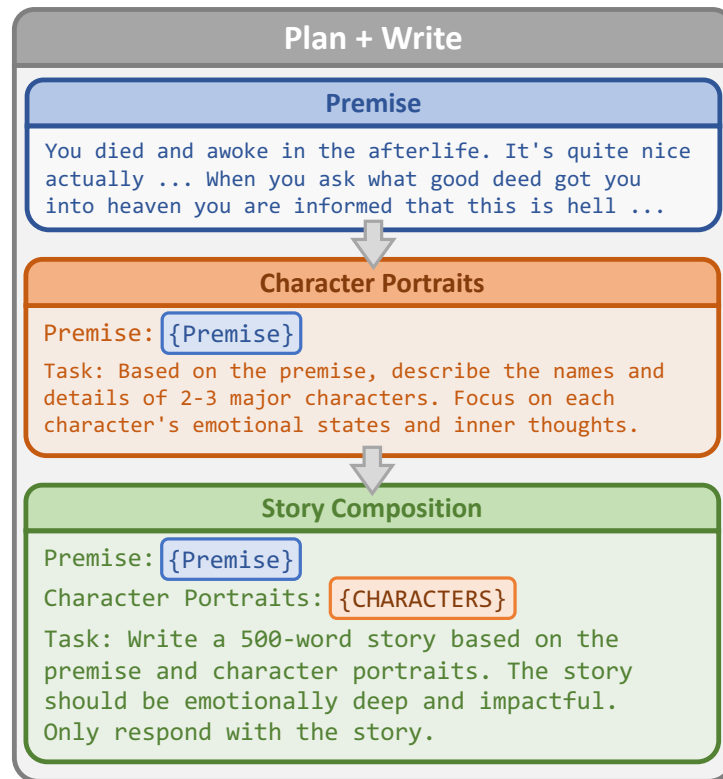 Plan + Write
Premise
You died and awoke in the afterlife. It's quite nice
actually ... When you ask what good deed got you
into heaven you are informed that this is hell ...
Character Portraits
Premise: {Premise}
Task: Based on the premise, describe the names and
details of 2-3 major characters. Focus on each
character's emotional states and inner thoughts.
Story Composition
Premise: {Premise}
Character Portraits: {CHARACTERS}
Task: Write a 500-word story based on the
premise and character portraits. The story
should be emotionally deep and impactful.
Only respond with the story.